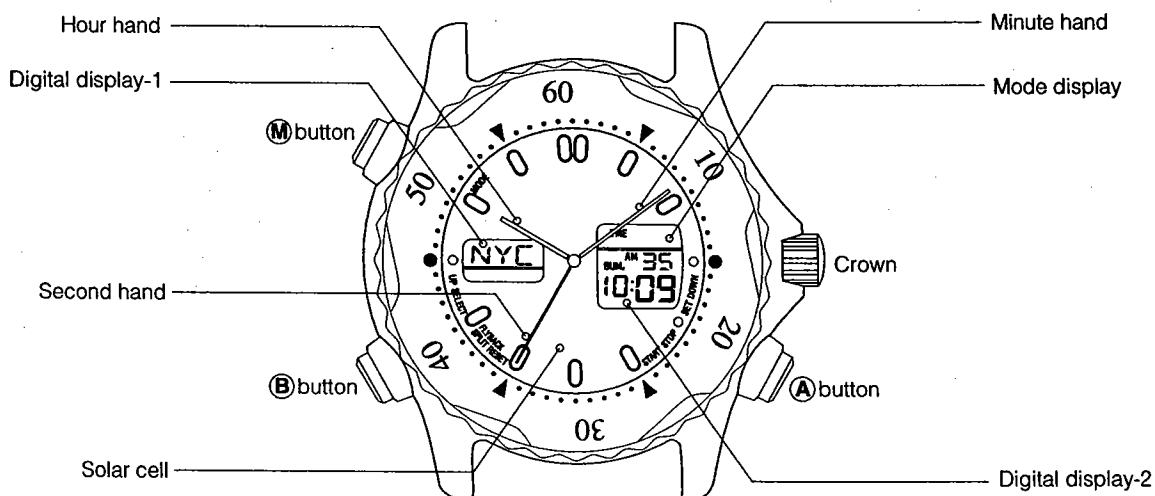 Hour hand
Minute hand
Digital display-1
Mode display
M button
60
50
10
MODE
NYC
AM 35
SUN.
10:09
Crown
Second hand
UP SELECT
SET DOWN
FLYBACK
SPLIT RESET
START STOP
40
20
B button
A button
30
Solar cell
Digital display-2